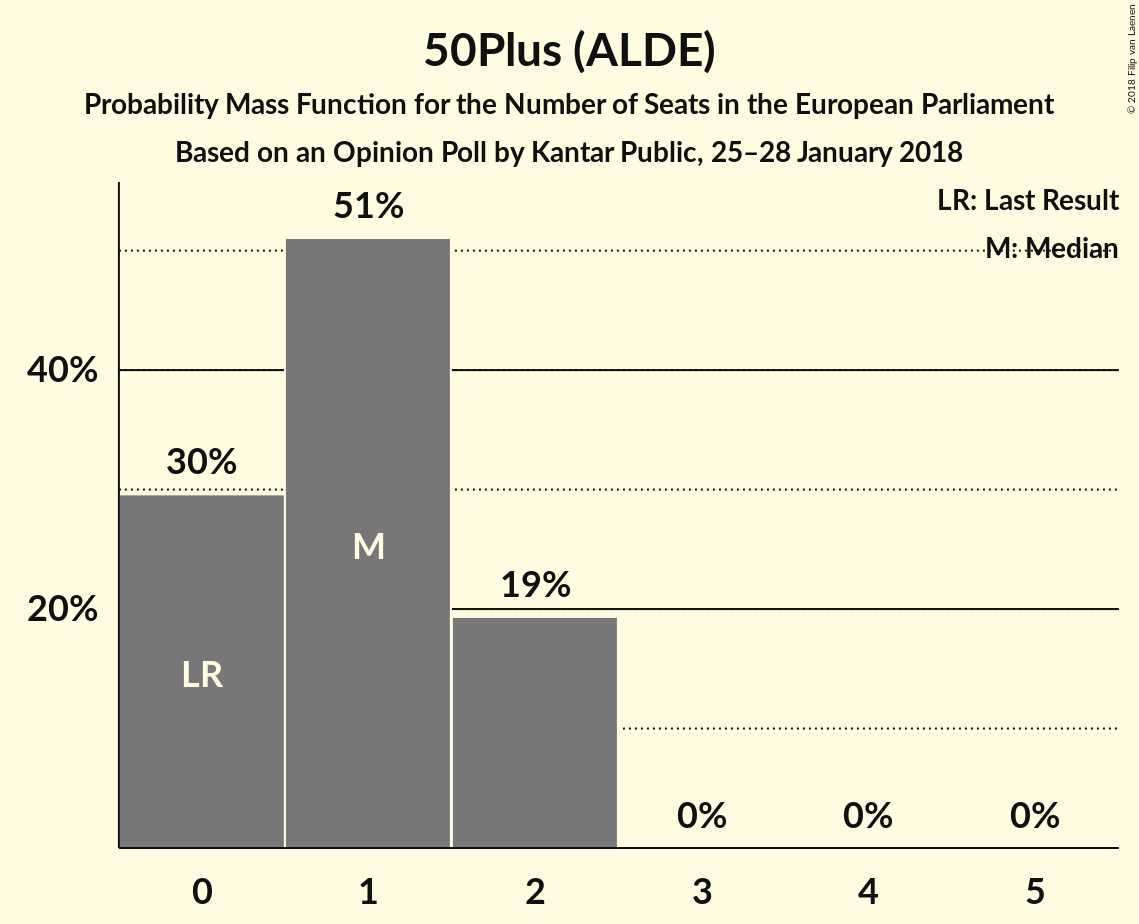 50Plus (ALDE)
Probability Mass Function for the Number of Seats in the European Parliament
Based on an Opinion Poll by Kantar Public, 25–28 January 2018
© 2018 Filip van Laenen
LR: Last Result
M: Median
51%
40%
30%
M
19%
20%
LR
0%
0%
0%
0
1
2
3
4
5